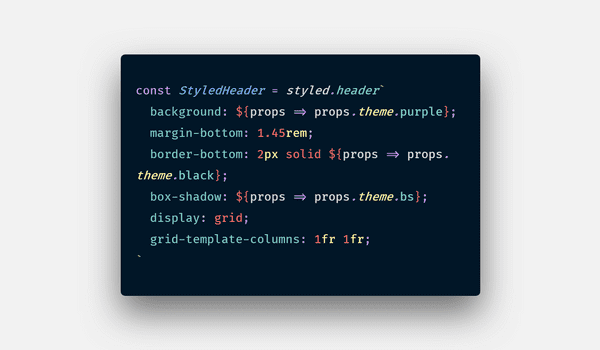 const StyledHeader = styled.header`
background: ${props => props.theme.purple};
margin-bottom: 1.45rem;
border-bottom: 2px solid ${props => props.
theme.black};
box-shadow: ${props => props.theme.bs};
display: grid;
grid-template-columns: 1fr 1fr;
`